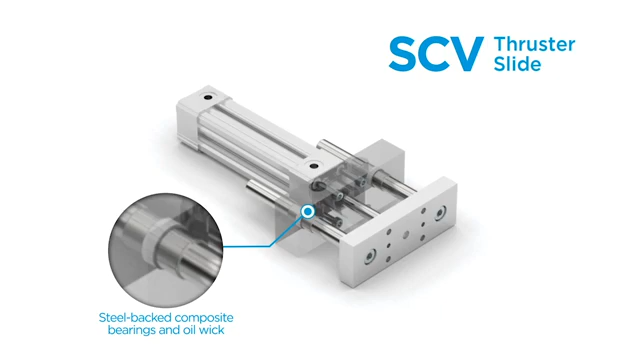 SCV Thruster
Slide
Steel-backed composite
bearings and oil wick